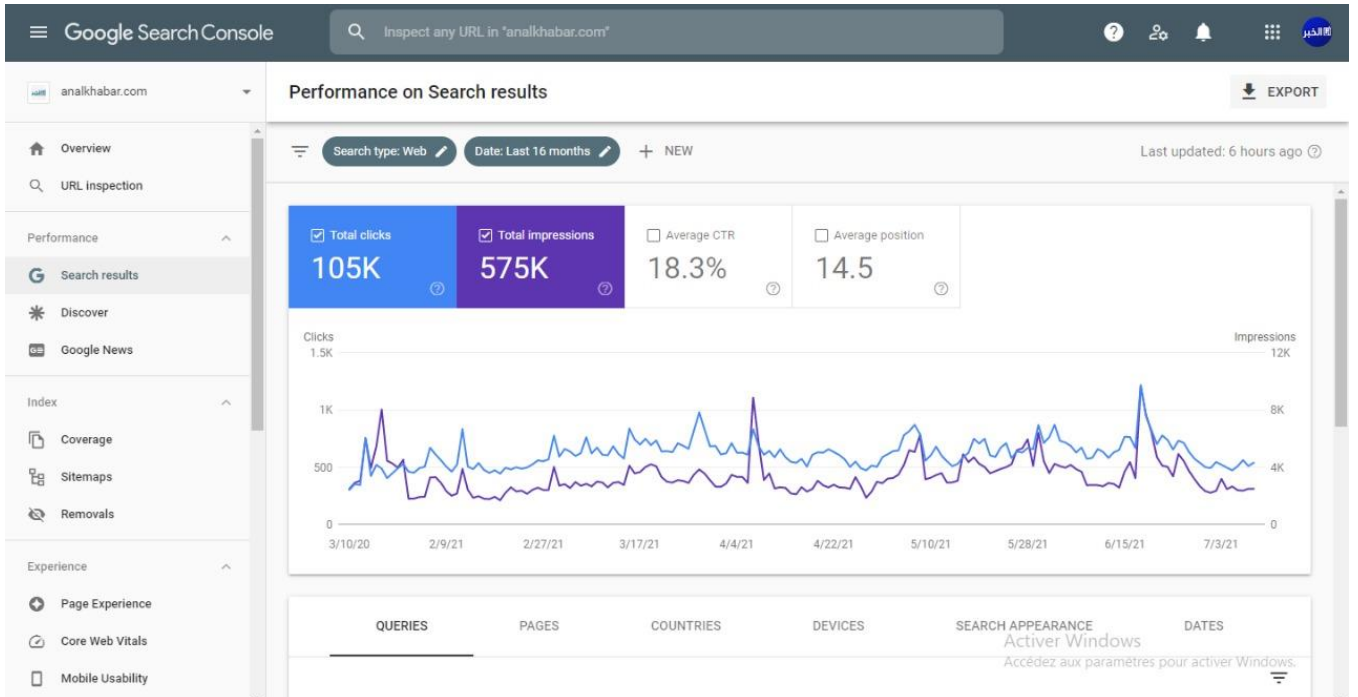 Google Search Console
Inspect any URL in "analkhabar.com"
الخبر
analkhabar.com
Performance on Search results
EXPORT
Overview
URL inspection
Performance
Search results
Discover
Google News
Index
Coverage
Sitemaps
Removals
Experience
Page Experience
Core Web Vitals
Mobile Usability
Search type: Web
Date: Last 16 months
NEW
Last updated: 6 hours ago
Total clicks
105K
Total impressions
575K
Average CTR
18.3%
Average position
14.5
Clicks
Impressions
1.5K
12K
1K
8K
500
4K
0
0
3/10/20 2/9/21 2/27/21 3/17/21 4/4/21 4/22/21 5/10/21 5/28/21 6/15/21 7/3/21
QUERIES PAGES COUNTRIES DEVICES SEARCH APPEARANCE DATES
Activer Windows
Accédez aux paramètres pour activer Windows.